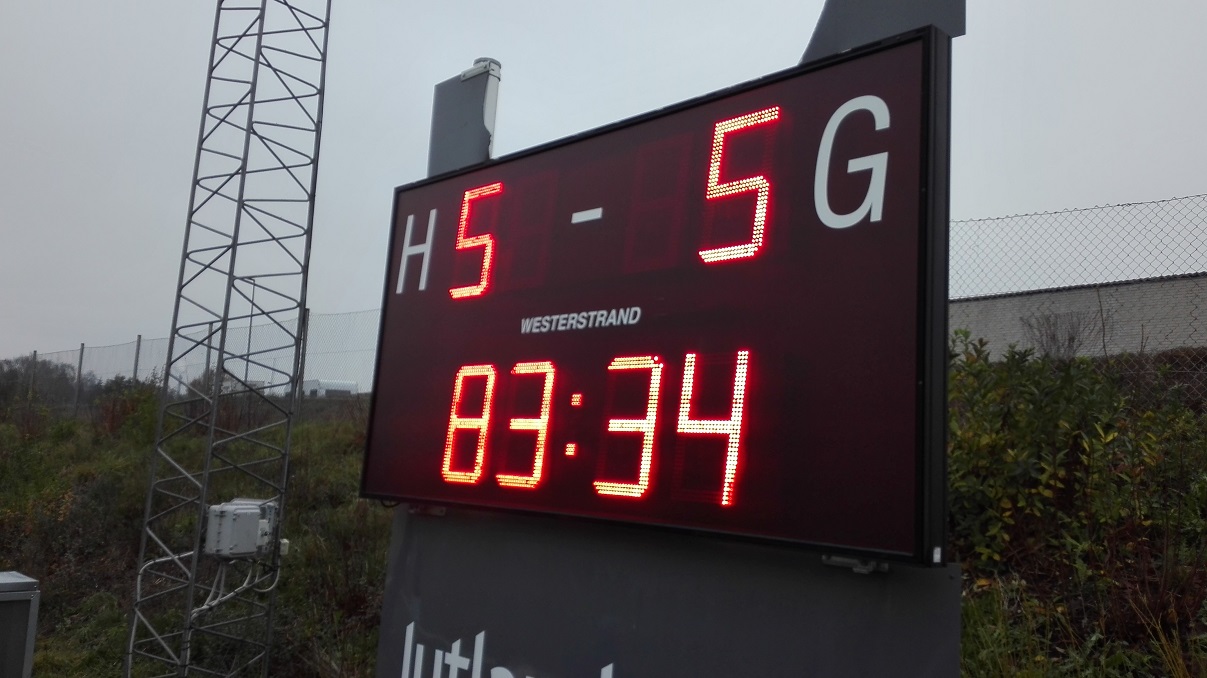 H 5 - 5 G
WESTERSTRAND
83:34